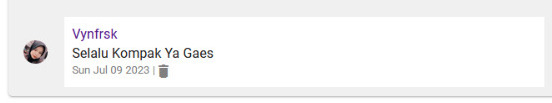 Vynfrsk
Selalu Kompak Ya Gaes
Sun Jul 09 2023 |